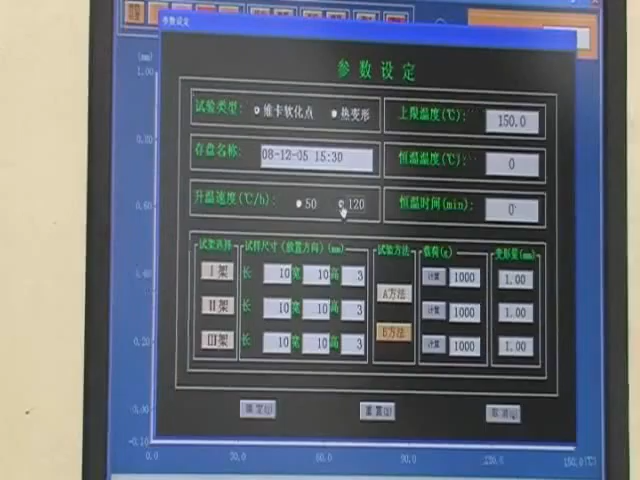 参数设定
(mm)
参数设定
1.00
试验类型: 维卡软化点 热变形
上限温度(℃): 150.0
0.80
存盘名称: 08-12-05 15:30
恒温温度(℃): 0
升温速度(℃/h): 50 120
恒温时间(min): 0
0.60
试架选择 试样尺寸(放置方向)(mm) 试验方法 载荷(g) 变形量(mm)
Ⅰ架 长 10 宽 10 高 3 计算 1000 1.00
0.40
A方法
Ⅱ架 长 10 宽 10 高 3 计算 1000 1.00
B方法
0.20
Ⅲ架 长 10 宽 10 高 3 计算 1000 1.00
0.00
重置
取消
-0.10
0.0 30.0 60.0 90.0 120.0 150.0(℃)